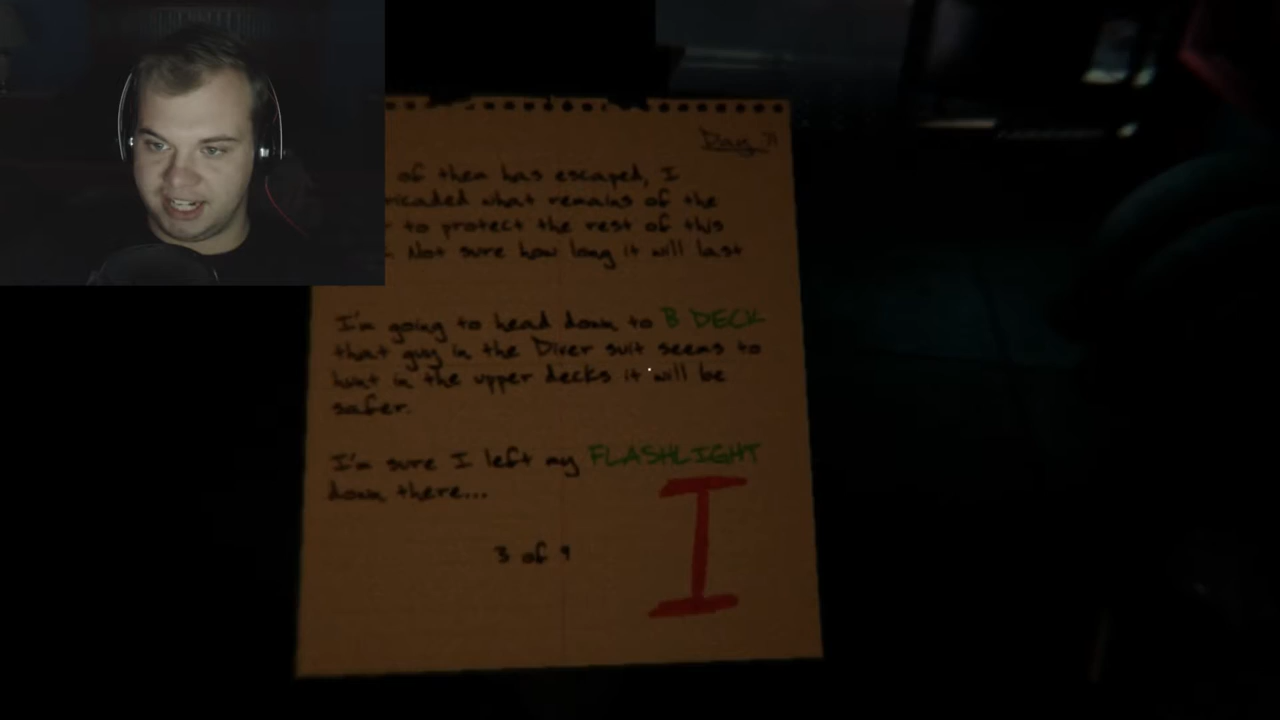 Day
of them has escaped, I
ricaded what remains of the
to protect the rest of this
Not sure how long it will last
I'm going to head down to B DECK
that guy in the Diver suit seems to
hunt in the upper decks it will be
safer.
I'm sure I left my FLASHLIGHT
down there...
I
3 of 4